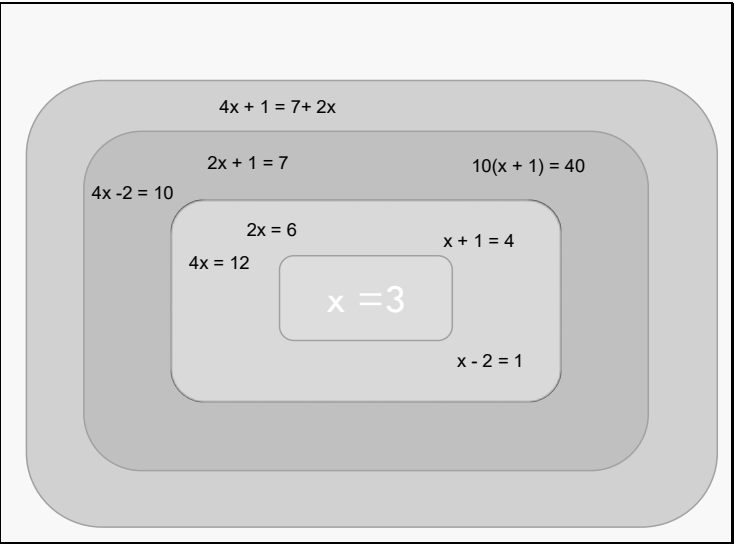 4x + 1 = 7+ 2x
2x + 1 = 7
10(x + 1) = 40
4x -2 = 10
2x = 6
x + 1 = 4
4x = 12
x =3
x - 2 = 1